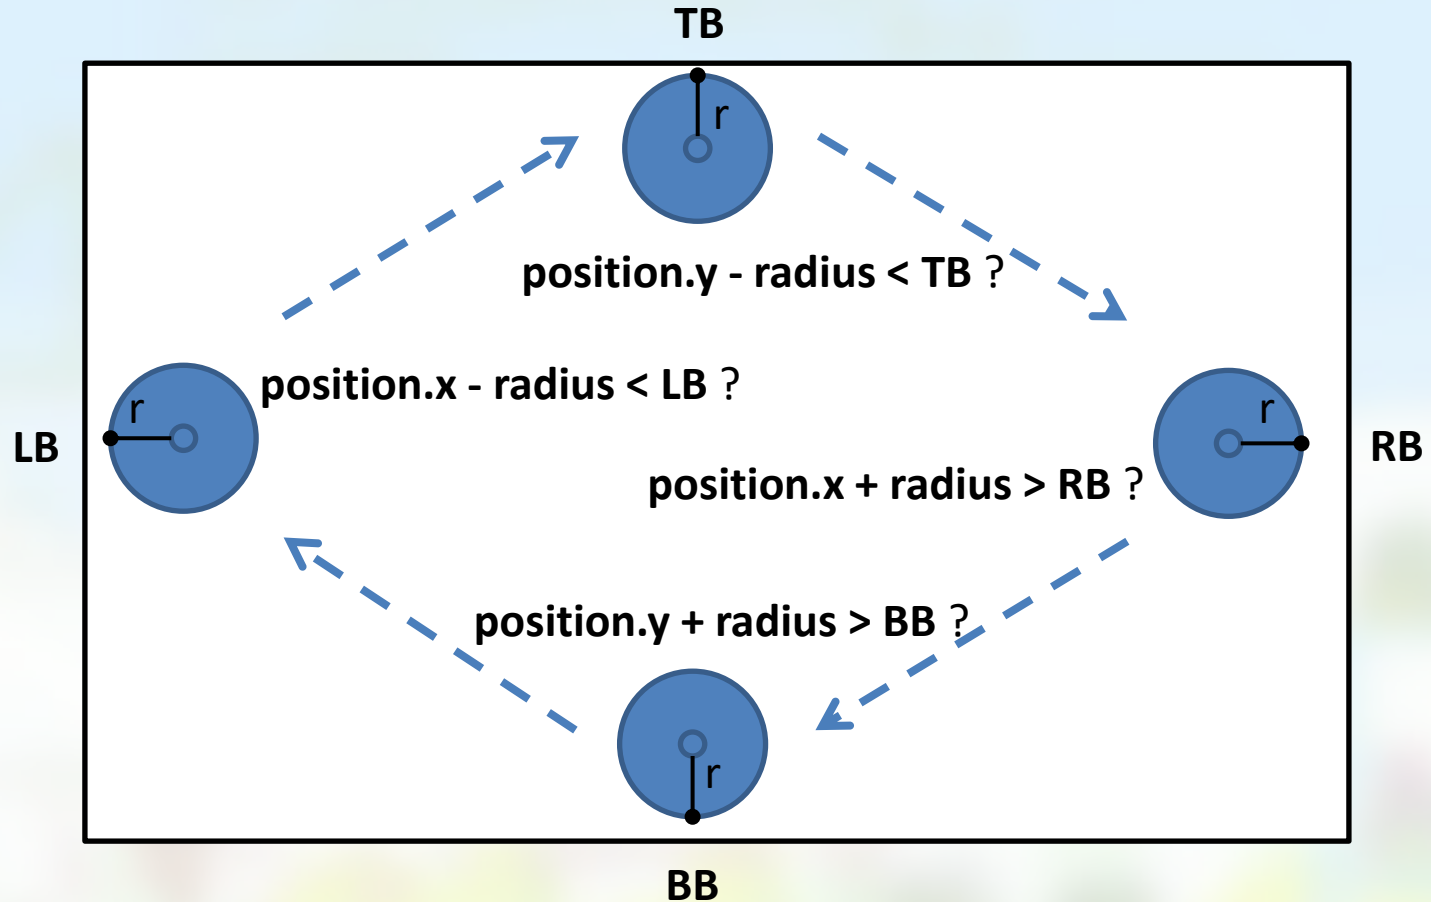 TB
r
position.y - radius < TB ?
position.x - radius < LB ?
r
r
LB
RB
position.x + radius > RB ?
position.y + radius > BB ?
r
BB